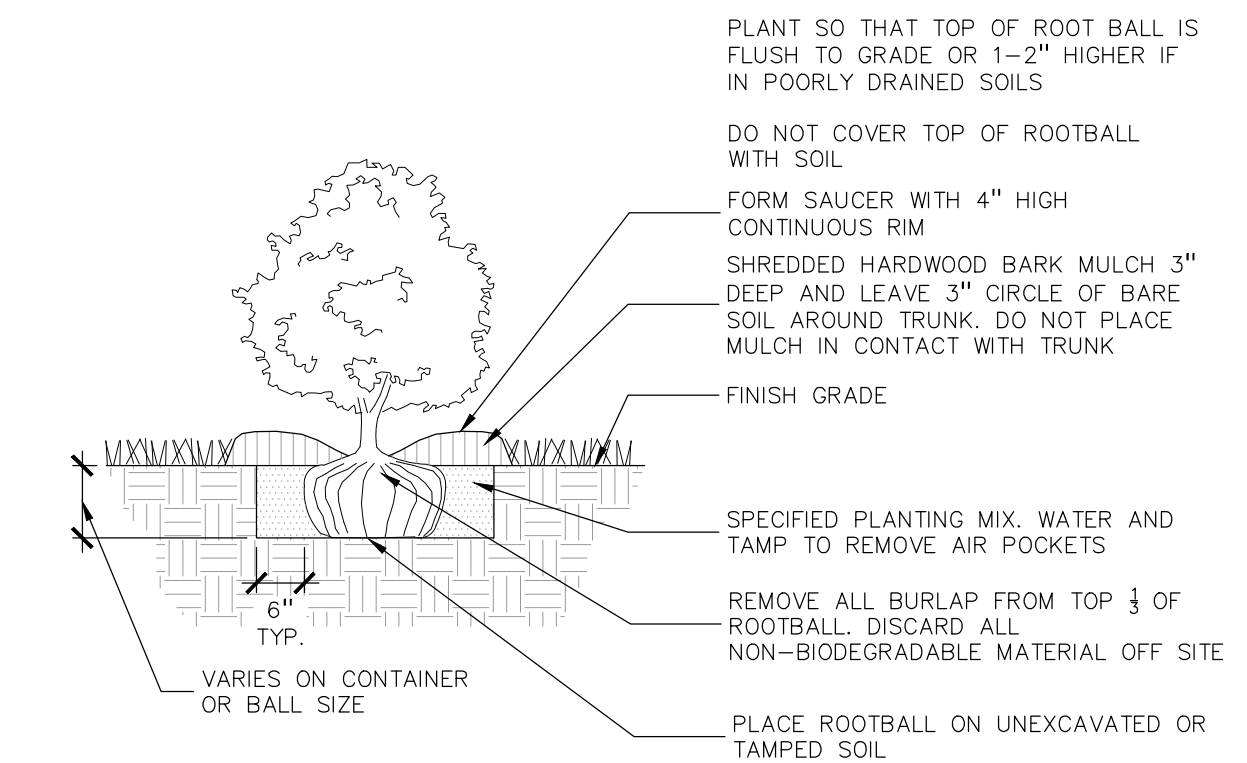 PLANT SO THAT TOP OF ROOT BALL IS
FLUSH TO GRADE OR 1-2" HIGHER IF
IN POORLY DRAINED SOILS
DO NOT COVER TOP OF ROOTBALL
WITH SOIL
FORM SAUCER WITH 4" HIGH
CONTINUOUS RIM
SHREDDED HARDWOOD BARK MULCH 3"
DEEP AND LEAVE 3" CIRCLE OF BARE
SOIL AROUND TRUNK. DO NOT PLACE
MULCH IN CONTACT WITH TRUNK
FINISH GRADE
SPECIFIED PLANTING MIX. WATER AND
TAMP TO REMOVE AIR POCKETS
REMOVE ALL BURLAP FROM TOP 1/3 OF
ROOTBALL. DISCARD ALL
NON-BIODEGRADABLE MATERIAL OFF SITE
PLACE ROOTBALL ON UNEXCAVATED OR
TAMPED SOIL
6"
TYP.
VARIES ON CONTAINER
OR BALL SIZE